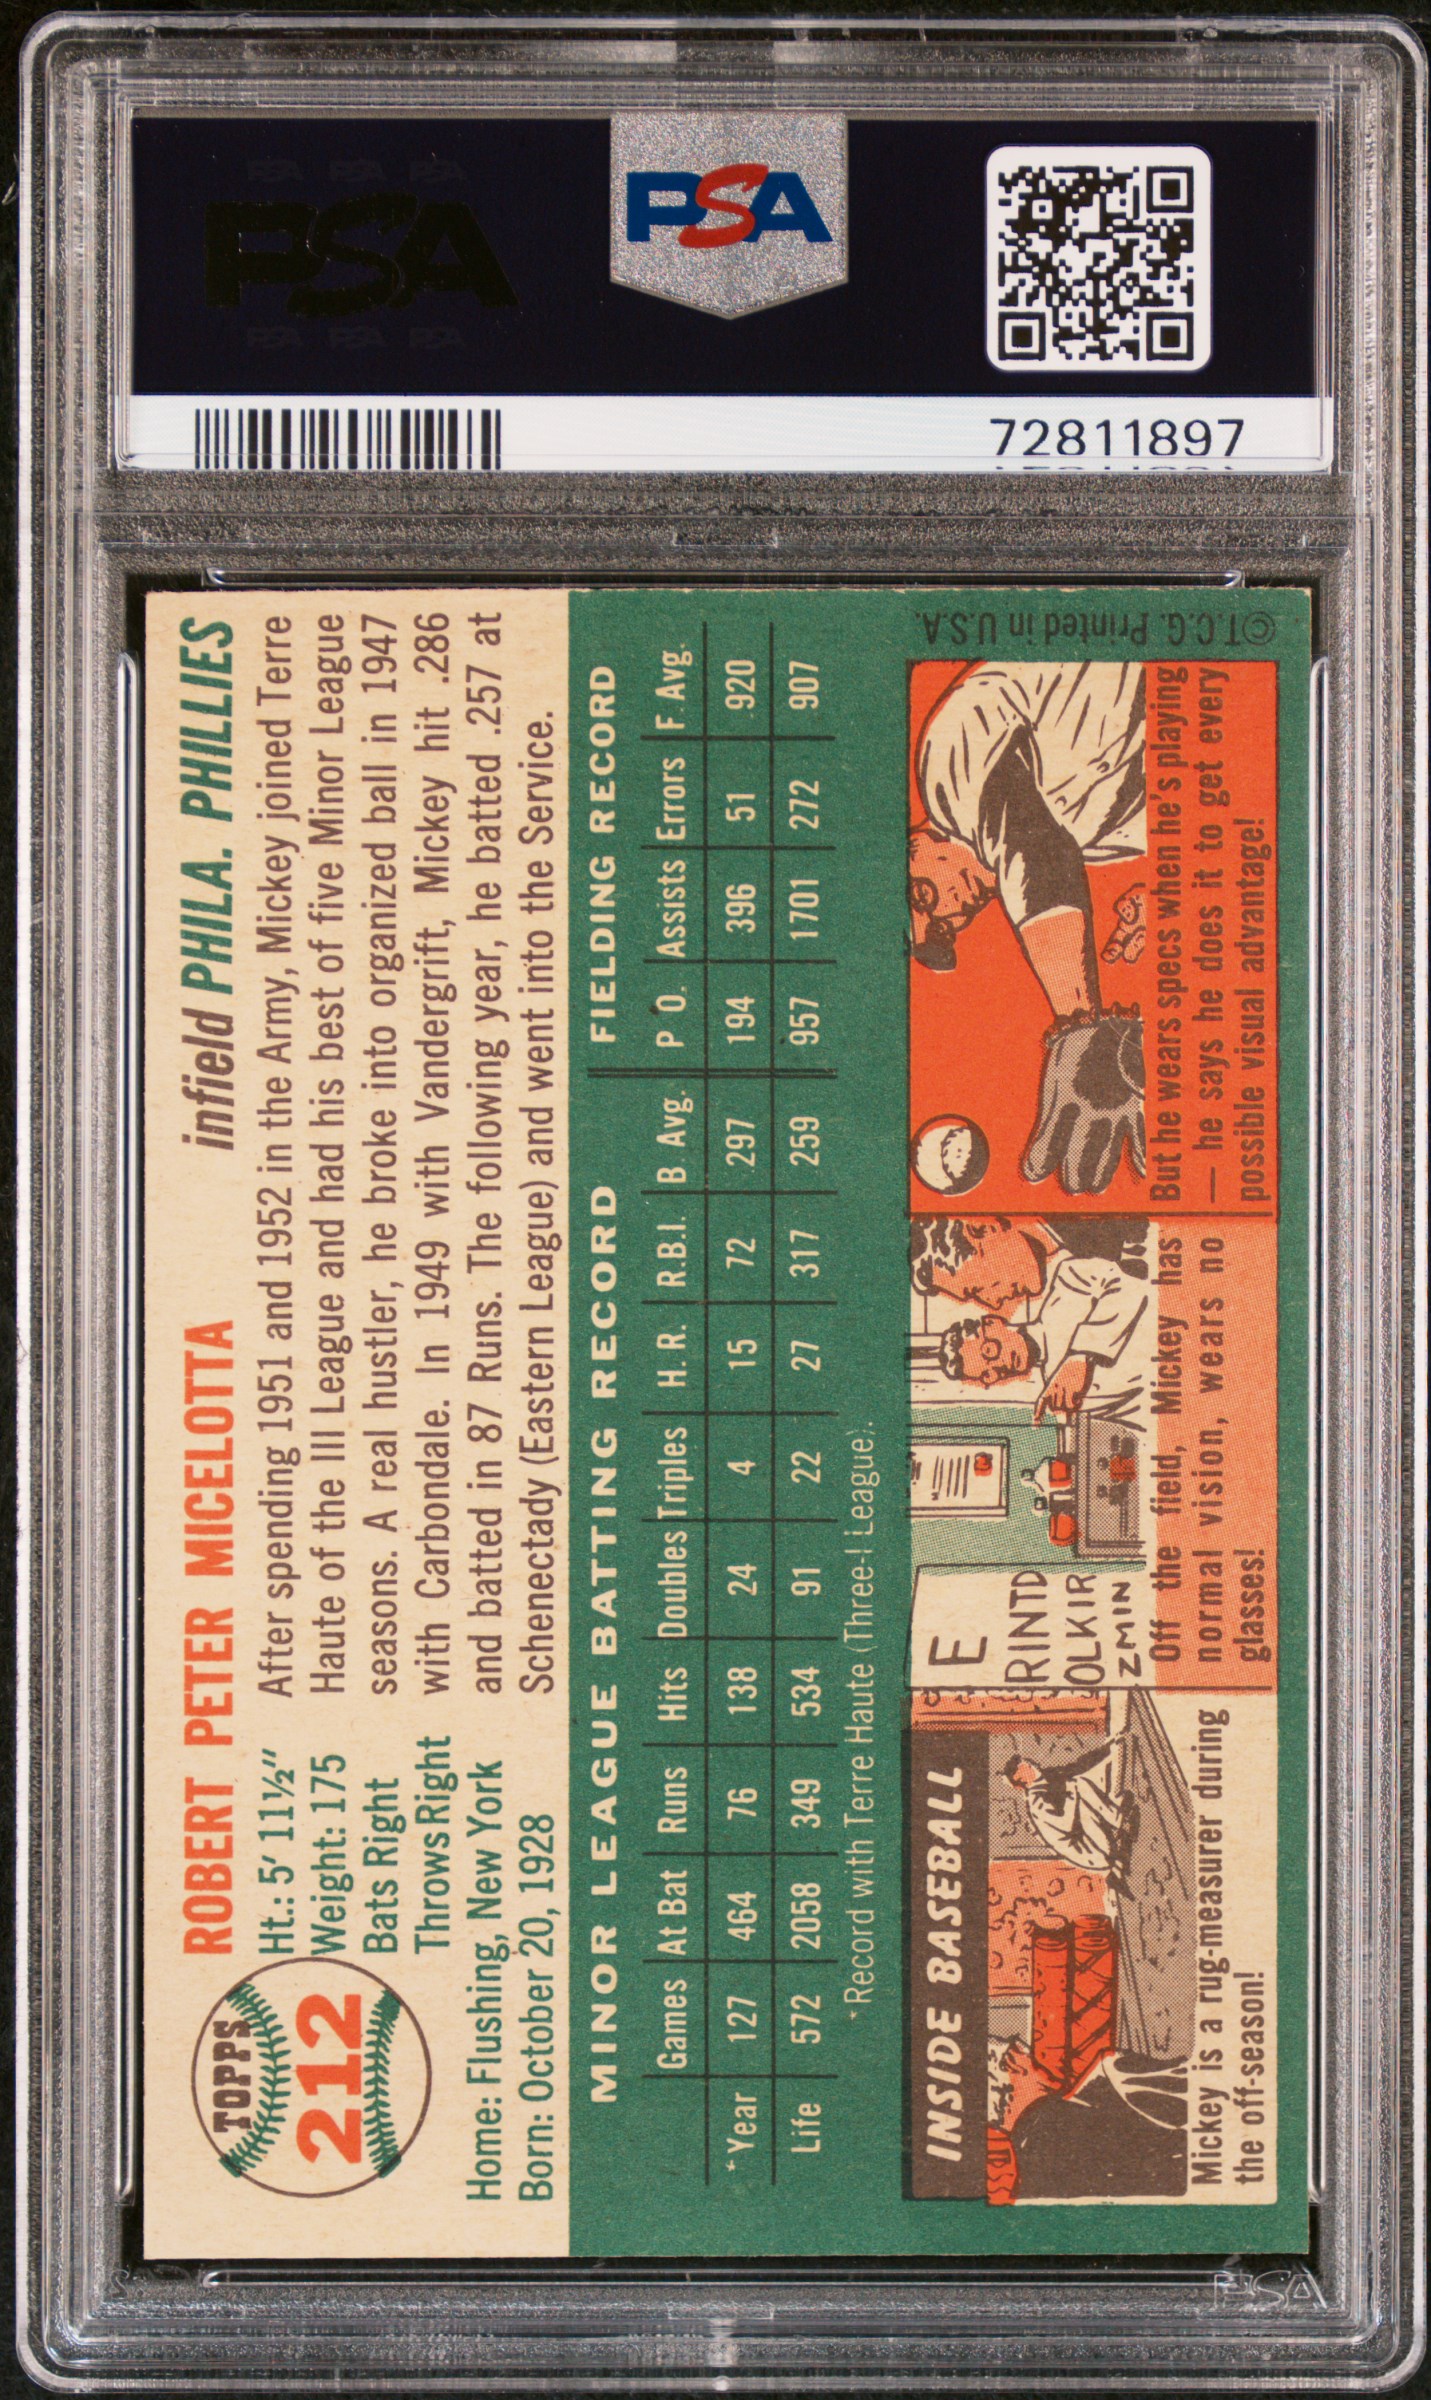 PSA PSA PSA
PSA
PSA PSA PSA
PSA
72811897
TOPPS
212
ROBERT PETER MICELOTTA
infield PHILA. PHILLIES
Ht.: 5' 11½"
Weight: 175
Bats Right
Throws Right
Home: Flushing, New York
Born: October 20, 1928
After spending 1951 and 1952 in the Army, Mickey joined Terre
Haute of the III League and had his best of five Minor League
seasons. A real hustler, he broke into organized ball in 1947
with Carbondale. In 1949 with Vandergrift, Mickey hit .286
and batted in 87 Runs. The following year, he batted .257 at
Schenectady (Eastern League) and went into the Service.
MINOR LEAGUE BATTING RECORD FIELDING RECORD
Games At Bat Runs Hits Doubles Triples H. R. R.B.I. B Avg. P O. Assists Errors F. Avg.
*Year 127 464 76 138 24 4 15 72 .297 194 396 51 .920
Life 572 2058 349 534 91 22 27 317 .259 957 1701 272 .907
*Record with Terre Haute (Three-I League).
INSIDE BASEBALL
Mickey is a rug-measurer during
the off-season!
E
RINTD
OLKIR
ZMIN
Off the field, Mickey has
normal vision, wears no
glasses!
But he wears specs when he's playing
— he says he does it to get every
possible visual advantage!
©T.C.G. Printed in U.S.A.
PSA